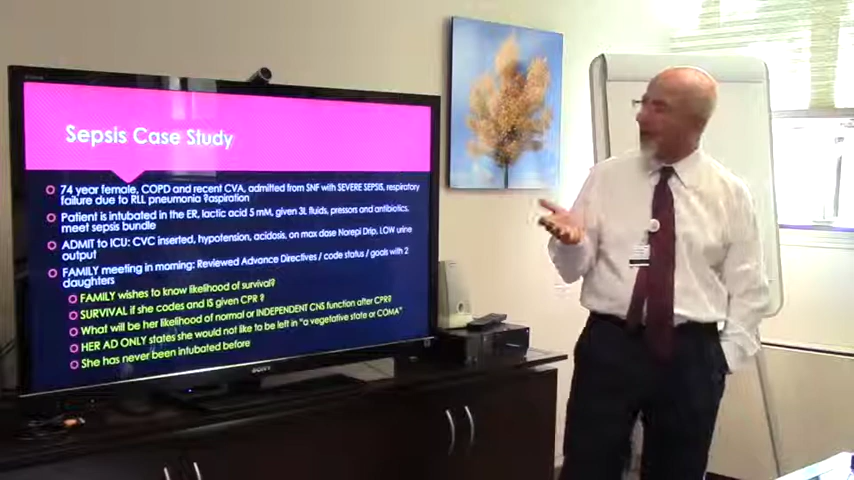 Sepsis Case Study
74 year female, COPD and recent CVA, admitted from SNF with SEVERE SEPSIS, respiratory
failure due to RLL pneumonia ?aspiration
Patient is intubated in the ER, lactic acid 5 mM, given 3L fluids, pressors and antibiotics.
meet sepsis bundle
ADMIT to ICU: CVC inserted, hypotension, acidosis, on max dose Norepi Drip. LOW urine
output
FAMILY meeting in morning: Reviewed Advance Directives / code status / goals with 2
daughters
FAMILY wishes to know likelihood of survival?
SURVIVAL if she codes and IS given CPR ?
What will be her likelihood of normal or INDEPENDENT CNS function after CPR?
HER AD ONLY states she would not like to be left in "a vegetative state or COMA"
She has never been intubated before
SONY